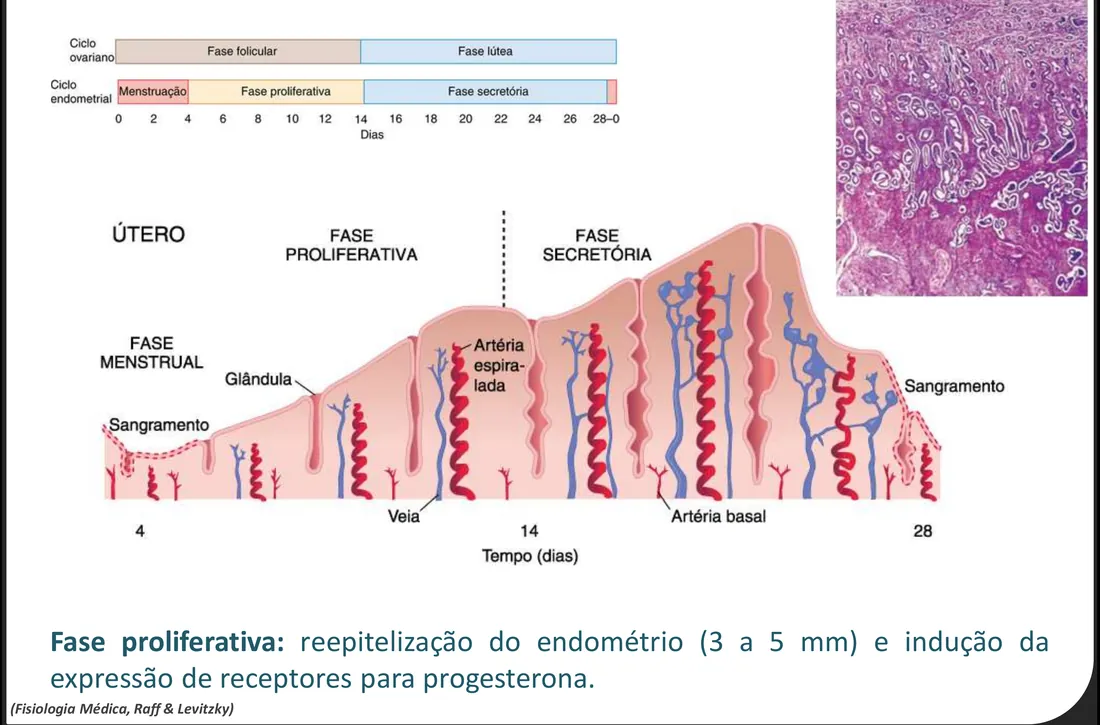 Ciclo
ovariano
Fase folicular
Fase lútea
Ciclo
endometrial
Menstruação
Fase proliferativa
Fase secretória
0 2 4 6 8 10 12 14 16 18 20 22 24 26 28–0
Dias
ÚTERO
FASE
PROLIFERATIVA
FASE
SECRETÓRIA
FASE
MENSTRUAL
Glândula
Artéria
espira-
lada
Sangramento
Sangramento
Veia
Artéria basal
4
14
28
Tempo (dias)
Fase proliferativa: reepitelização do endométrio (3 a 5 mm) e indução da
expressão de receptores para progesterona.
(Fisiologia Médica, Raff & Levitzky)